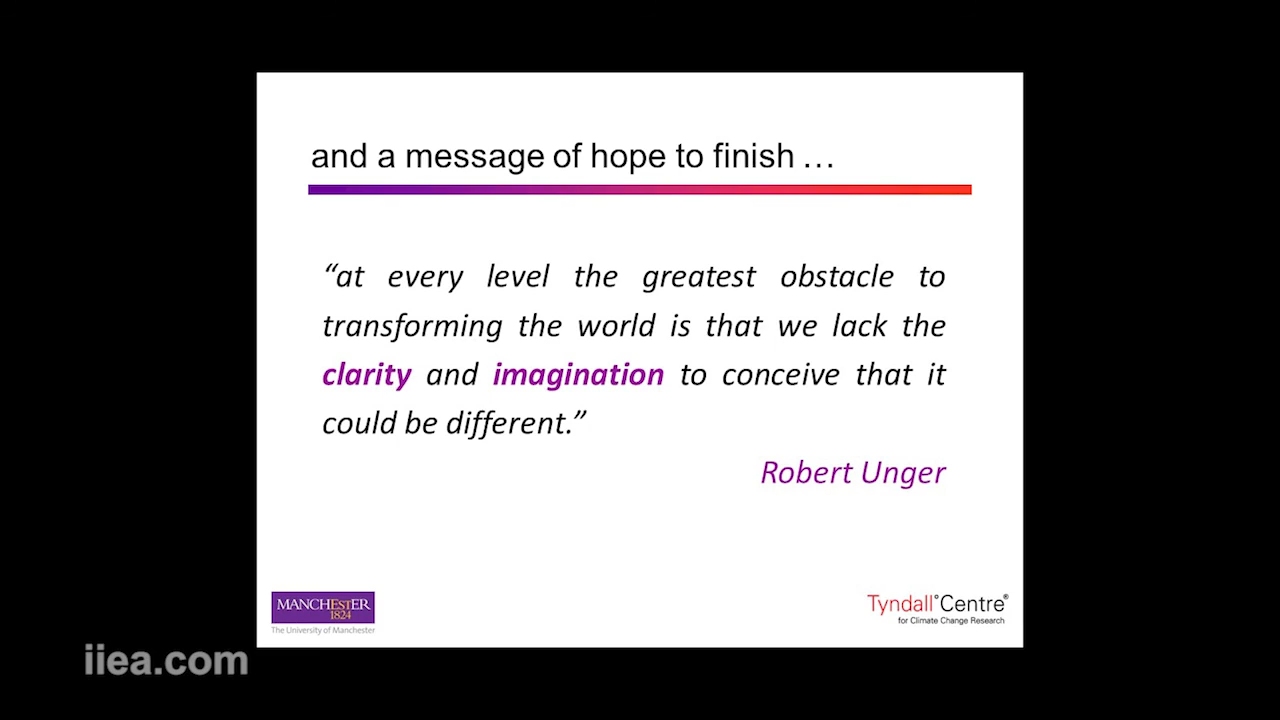 and a message of hope to finish …
“at every level the greatest obstacle to
transforming the world is that we lack the
clarity and imagination to conceive that it
could be different.”
Robert Unger
MANCHESTER
1824
The University of Manchester
Tyndall°Centre®
for Climate Change Research
iiea.com